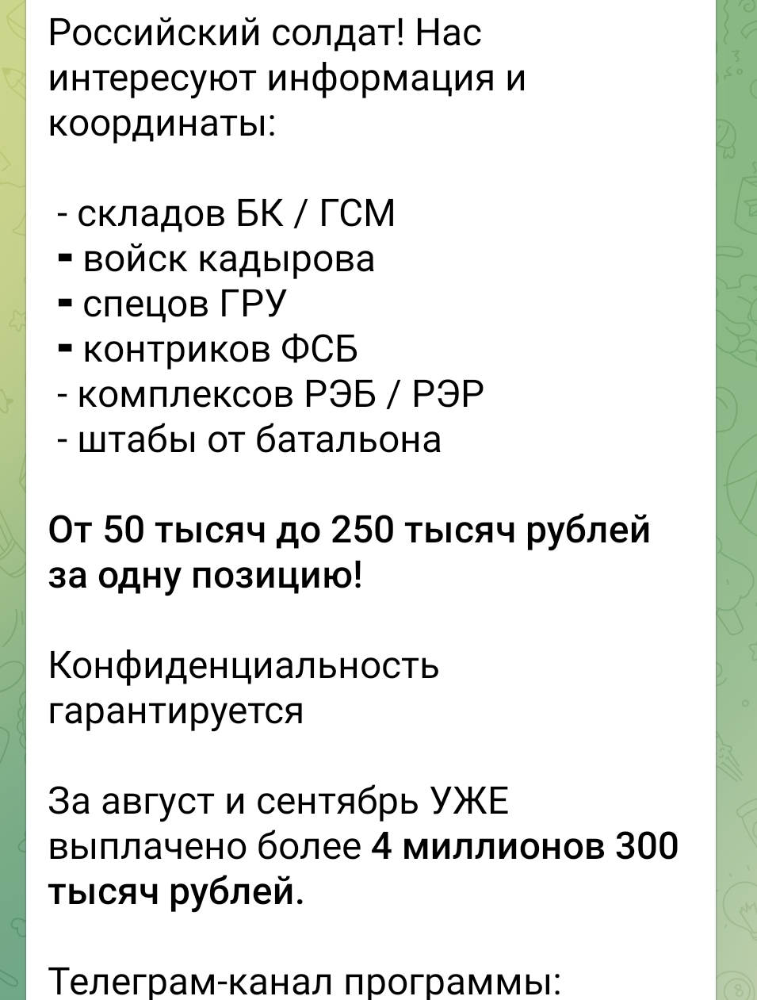 Российский солдат! Нас
интересуют информация и
координаты:
- складов БК / ГСМ
- войск кадырова
- спецов ГРУ
- контриков ФСБ
- комплексов РЭБ / РЭР
- штабы от батальона
От 50 тысяч до 250 тысяч рублей
за одну позицию!
Конфиденциальность
гарантируется
За август и сентябрь УЖЕ
выплачено более 4 миллионов 300
тысяч рублей.
Телеграм-канал программы: